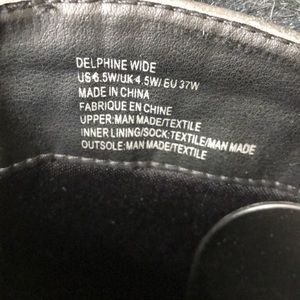 DELPHINE WIDE
US 6.5W/UK 4.5W/ EU 37W
MADE IN CHINA
FABRIQUE EN CHINE
UPPER:MAN MADE/TEXTILE
INNER LINING/SOCK:TEXTILE/MAN MADE
OUTSOLE:MAN MADE/TEXTILE